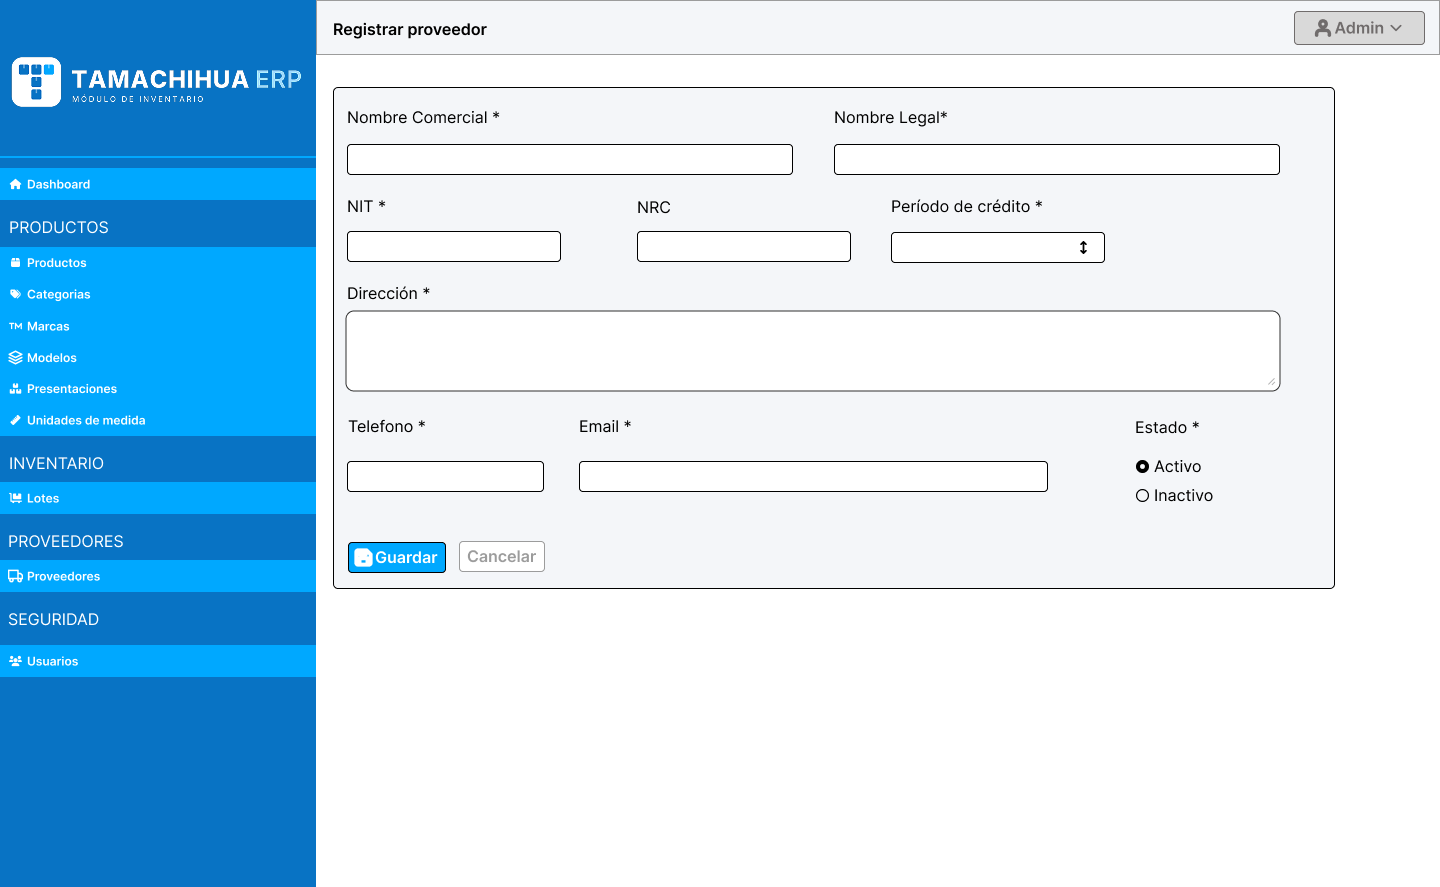 TAMACHIHUA ERP
MÓDULO DE INVENTARIO
Dashboard
PRODUCTOS
Productos
Categorias
TM Marcas
Modelos
Presentaciones
Unidades de medida
INVENTARIO
Lotes
PROVEEDORES
Proveedores
SEGURIDAD
Usuarios
Registrar proveedor
Admin
Nombre Comercial *
Nombre Legal*
NIT *
NRC
Período de crédito *
Dirección *
Telefono *
Email *
Estado *
Activo
Inactivo
Guardar
Cancelar